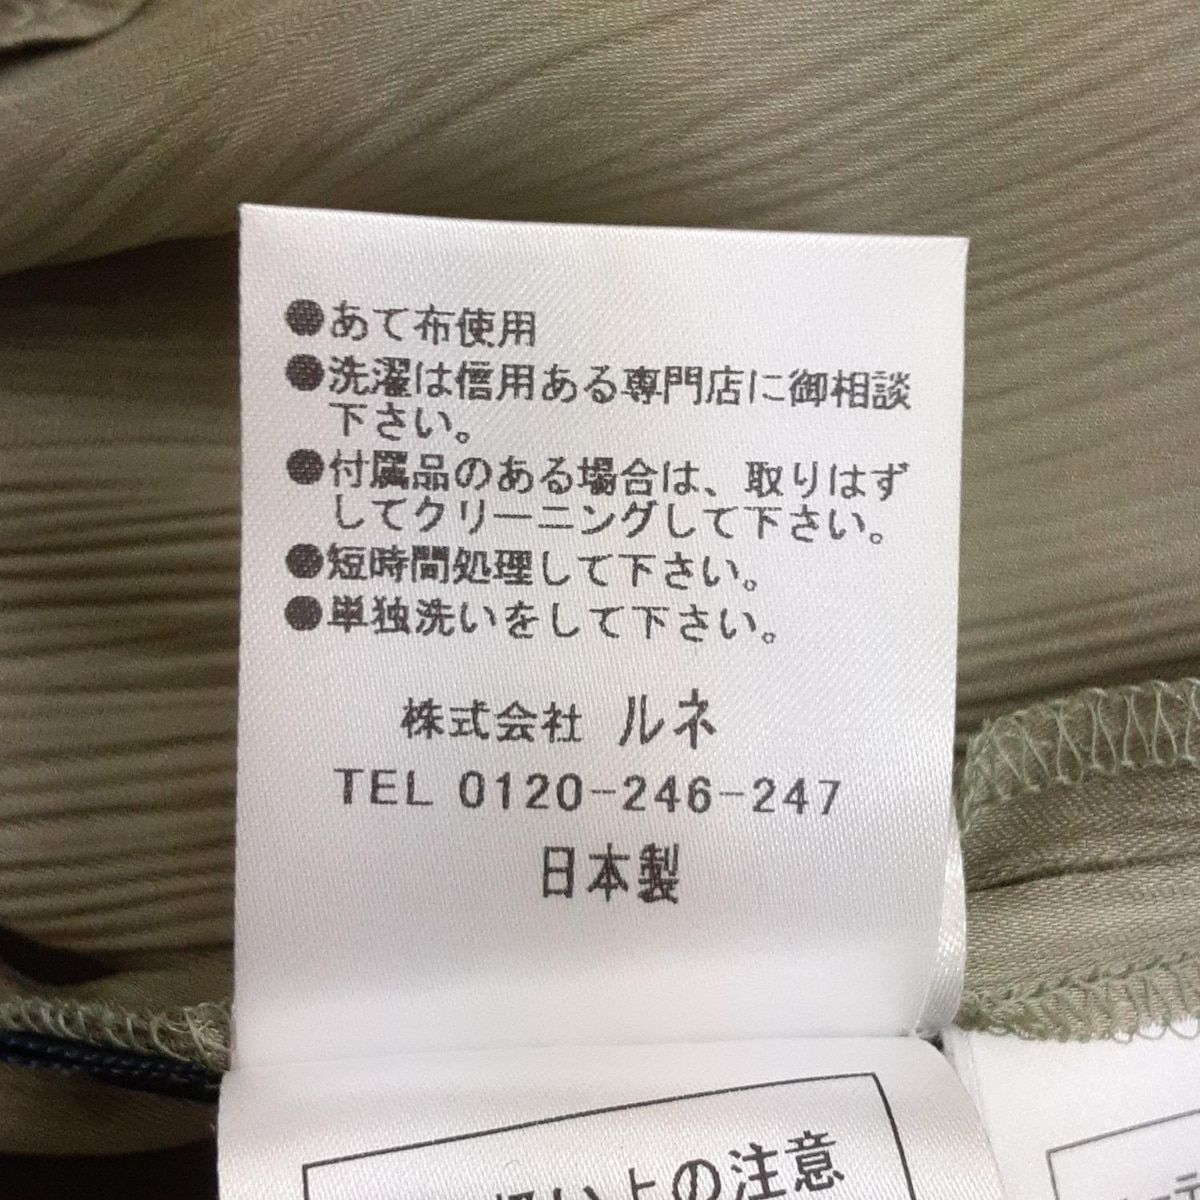 ●あて布使用
●洗濯は信用ある専門店に御相談
下さい。
●付属品のある場合は、取りはず
してクリーニングして下さい。
●短時間処理して下さい。
●単独洗いをして下さい。
株式会社 ルネ
TEL 0120-246-247
日本製
扱い上の注意